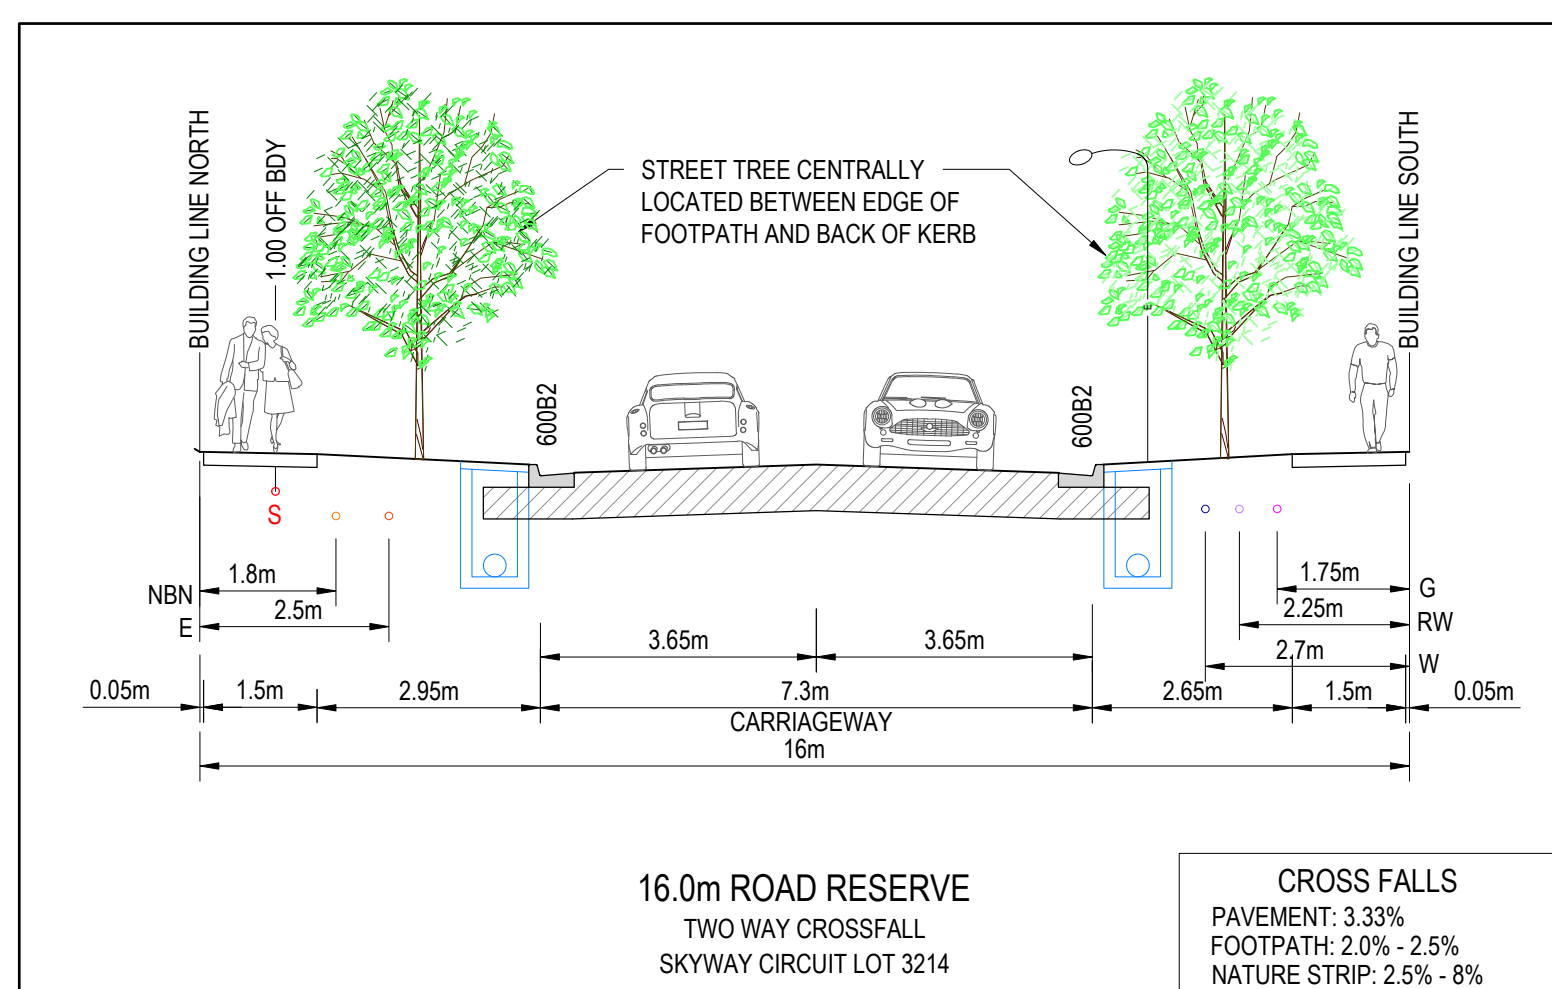 BUILDING LINE NORTH
1.00 OFF BDY
STREET TREE CENTRALLY
LOCATED BETWEEN EDGE OF
FOOTPATH AND BACK OF KERB
BUILDING LINE SOUTH
600B2
600B2
S
NBN
1.8m
E
2.5m
1.75m
G
2.25m
RW
2.7m
W
3.65m
3.65m
0.05m
1.5m
2.95m
7.3m
2.65m
1.5m
0.05m
CARRIAGEWAY
16m
16.0m ROAD RESERVE
TWO WAY CROSSFALL
SKYWAY CIRCUIT LOT 3214
CROSS FALLS
PAVEMENT: 3.33%
FOOTPATH: 2.0% - 2.5%
NATURE STRIP: 2.5% - 8%